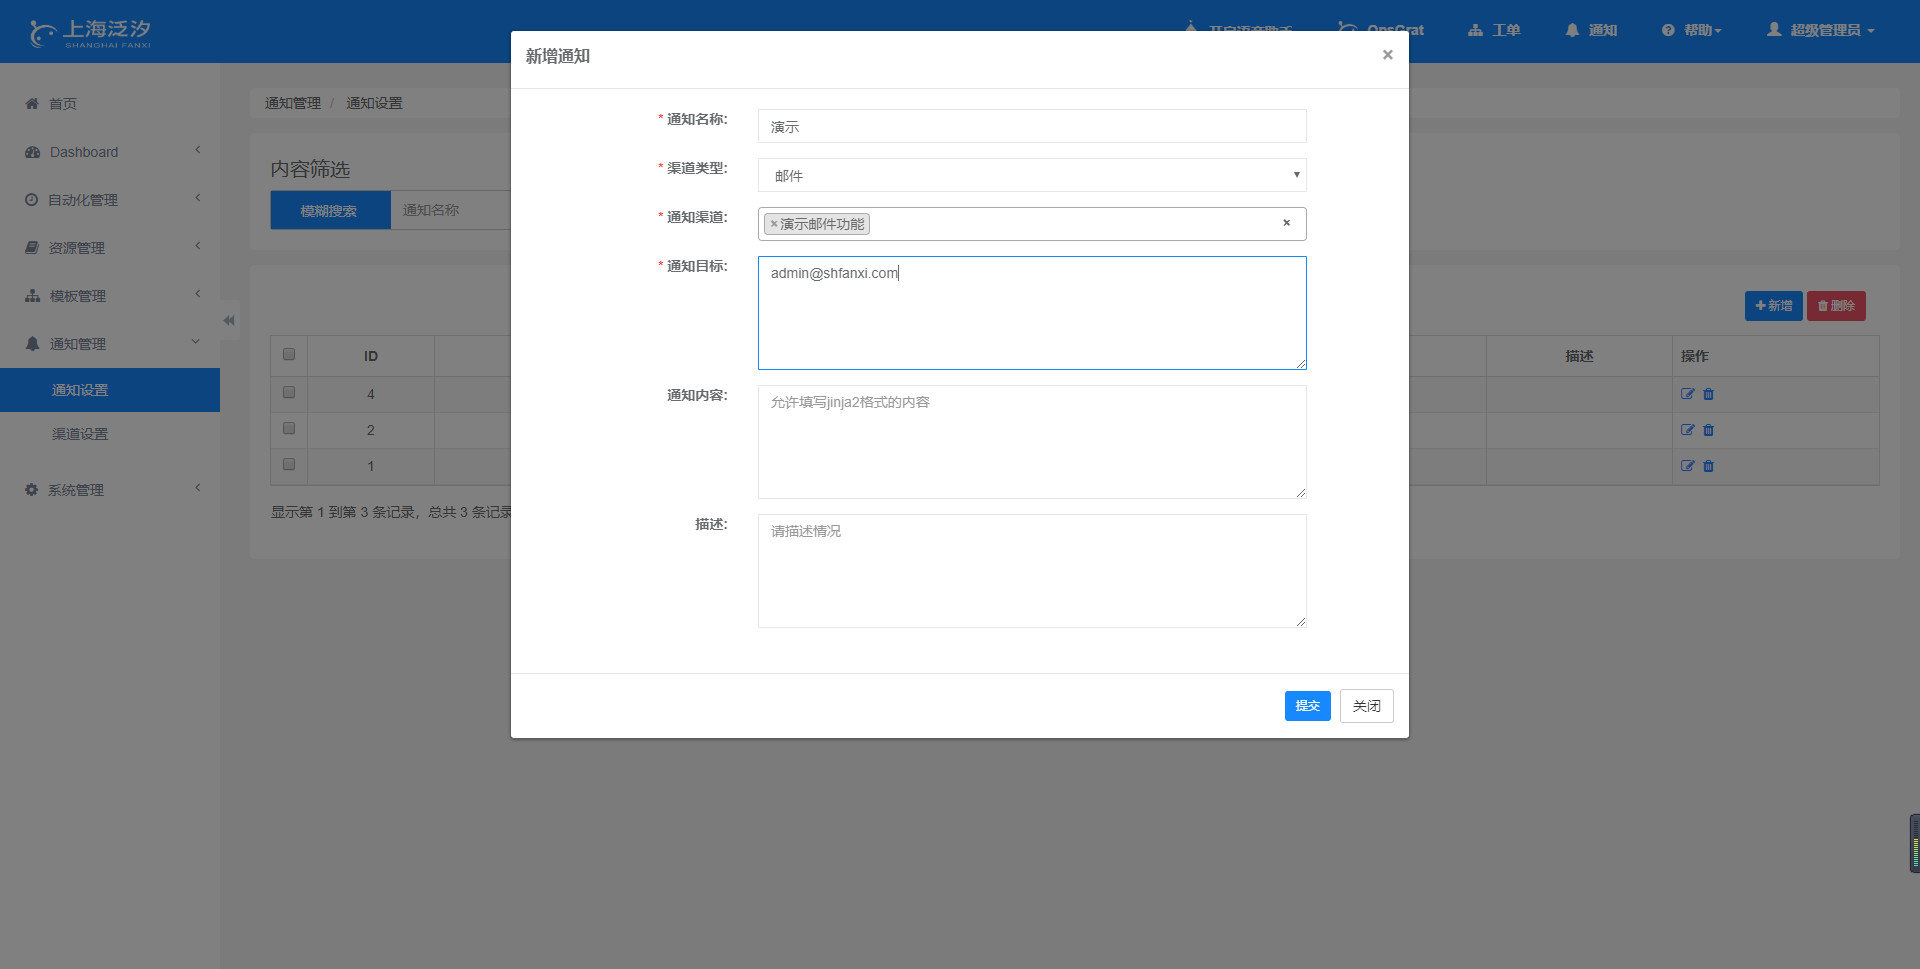 上海泛汐
SHANGHAI FANXI
OpsGrat
工单
通知
帮助
超级管理员
首页
Dashboard
自动化管理
资源管理
模板管理
通知管理
通知设置
渠道设置
系统管理
通知管理 / 通知设置
内容筛选
模糊搜索
通知名称
新增
删除
ID
描述
操作
4
2
1
显示第 1 到第 3 条记录，总共 3 条记录
新增通知
×
* 通知名称:
演示
* 渠道类型:
邮件
* 通知渠道:
×演示邮件功能
×
* 通知目标:
admin@shfanxi.com
通知内容:
允许填写jinja2格式的内容
描述:
请描述情况
提交
关闭